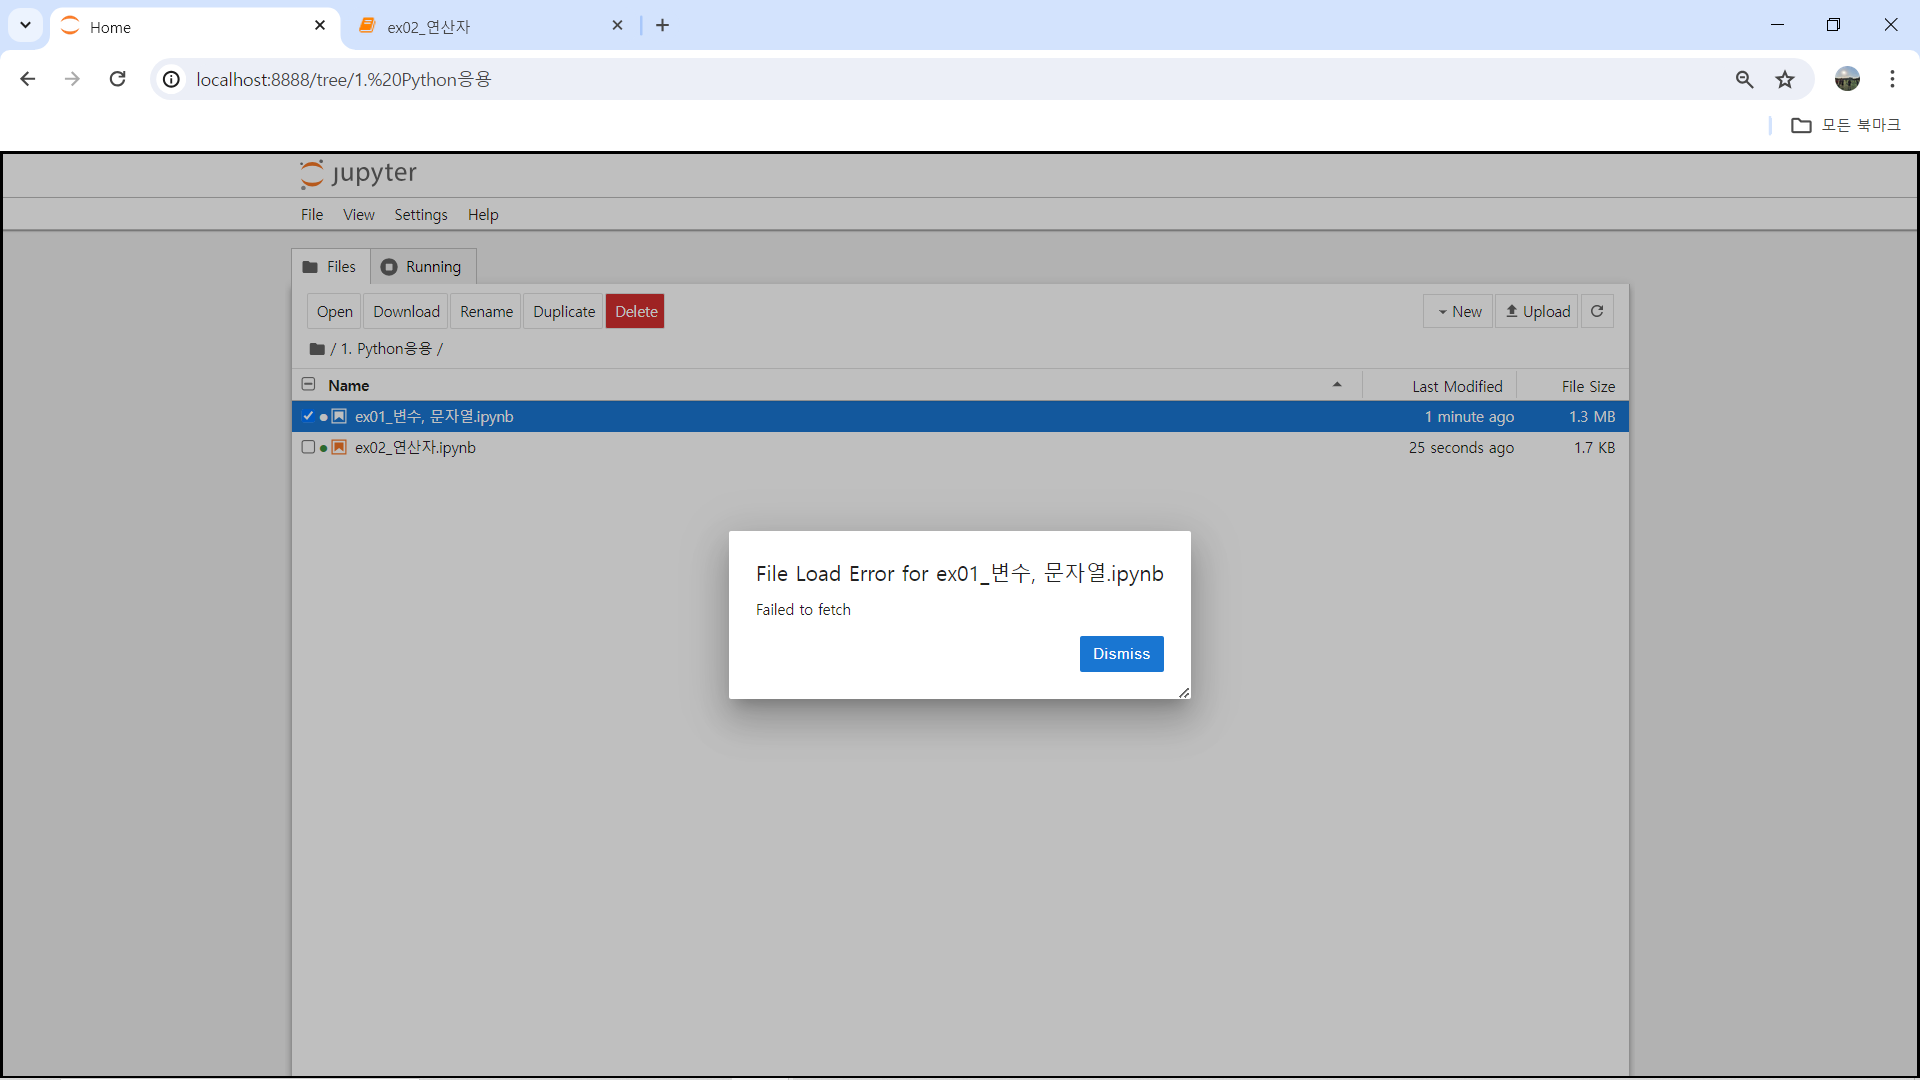 Home
ex02_연산자
localhost:8888/tree/1.%20Python응용
모든 북마크
jupyter
File View Settings Help
Files Running
Open Download Rename Duplicate Delete New Upload
/ 1. Python응용 /
Name Last Modified File Size
ex01_변수, 문자열.ipynb 1 minute ago 1.3 MB
ex02_연산자.ipynb 25 seconds ago 1.7 KB
File Load Error for ex01_변수, 문자열.ipynb
Failed to fetch
Dismiss